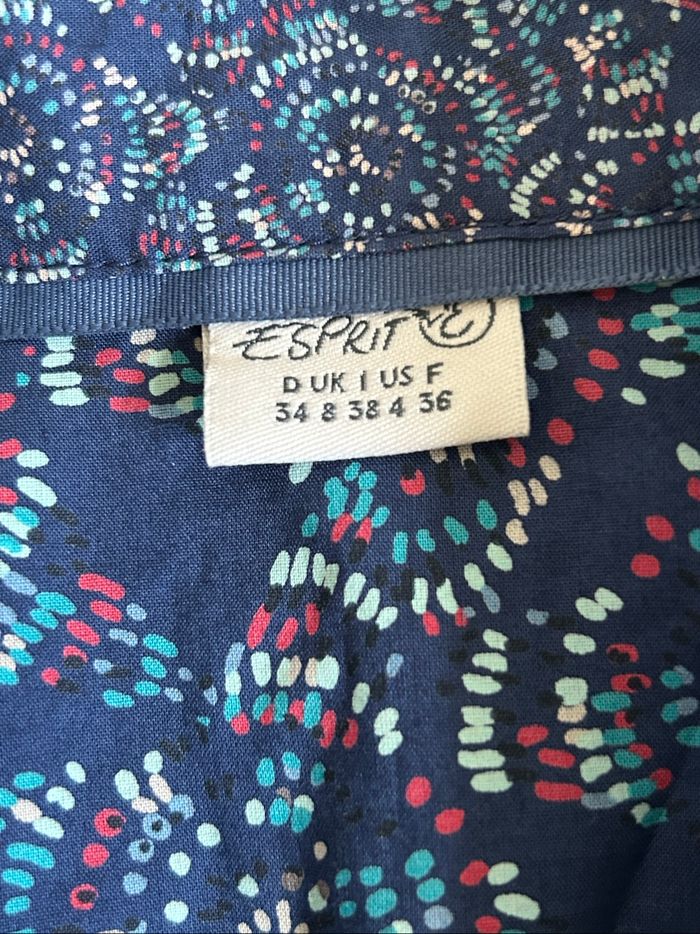 ESPRIT E
D UK I US F
34 8 38 4 36